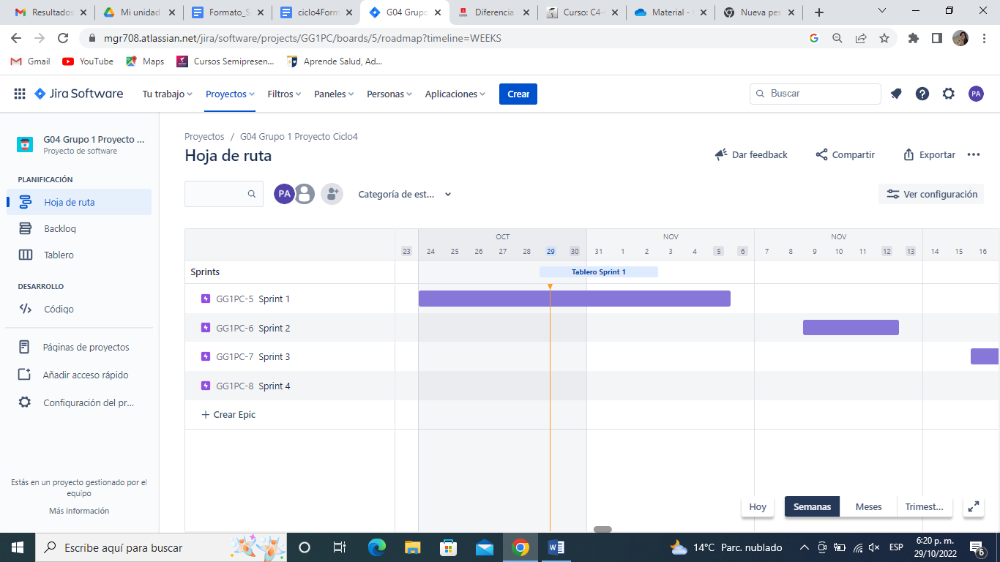 Resultados
Mi unidad
Formato_S
ciclo4Form
G04 Grupo
Diferencia
Curso: C4-
Material -
Nueva pes
mgr708.atlassian.net/jira/software/projects/GG1PC/boards/5/roadmap?timeline=WEEKS
Gmail
YouTube
Maps
Cursos Semipresen...
Aprende Salud, Ad...
Jira Software
Tu trabajo
Proyectos
Filtros
Paneles
Personas
Aplicaciones
Crear
Buscar
PA
G04 Grupo 1 Proyecto ...
Proyecto de software
PLANIFICACIÓN
Hoja de ruta
Backlog
Tablero
DESARROLLO
Código
Páginas de proyectos
Añadir acceso rápido
Configuración del pr...
Estás en un proyecto gestionado por el
equipo
Más información
Proyectos / G04 Grupo 1 Proyecto Ciclo4
Hoja de ruta
Dar feedback
Compartir
Exportar
PA
Categoría de est...
Ver configuración
OCT NOV NOV
23 24 25 26 27 28 29 30 31 1 2 3 4 5 6 7 8 9 10 11 12 13 14 15 16
Sprints
Tablero Sprint 1
GG1PC-5 Sprint 1
GG1PC-6 Sprint 2
GG1PC-7 Sprint 3
GG1PC-8 Sprint 4
+ Crear Epic
Hoy
Semanas
Meses
Trimest...
Escribe aquí para buscar
14°C Parc. nublado
ESP
6:20 p. m.
29/10/2022
6